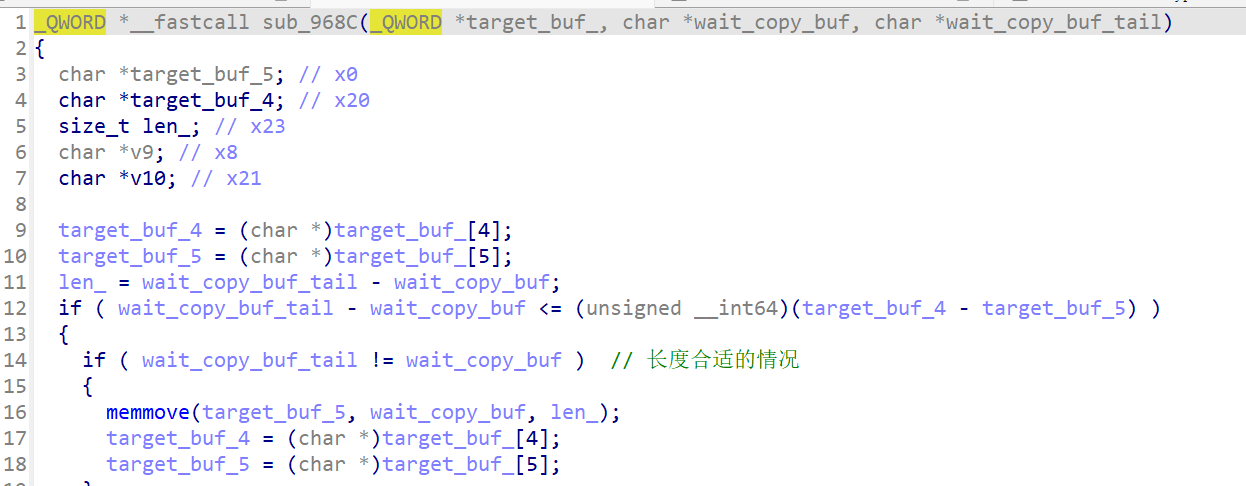 1 _QWORD *__fastcall sub_968C(_QWORD *target_buf_, char *wait_copy_buf, char *wait_copy_buf_tail)
2 {
3 char *target_buf_5; // x0
4 char *target_buf_4; // x20
5 size_t len_; // x23
6 char *v9; // x8
7 char *v10; // x21
8
9 target_buf_4 = (char *)target_buf_[4];
10 target_buf_5 = (char *)target_buf_[5];
11 len_ = wait_copy_buf_tail - wait_copy_buf;
12 if ( wait_copy_buf_tail - wait_copy_buf <= (unsigned __int64)(target_buf_4 - target_buf_5) )
13 {
14 if ( wait_copy_buf_tail != wait_copy_buf ) // 长度合适的情况
15 {
16 memmove(target_buf_5, wait_copy_buf, len_);
17 target_buf_4 = (char *)target_buf_[4];
18 target_buf_5 = (char *)target_buf_[5];